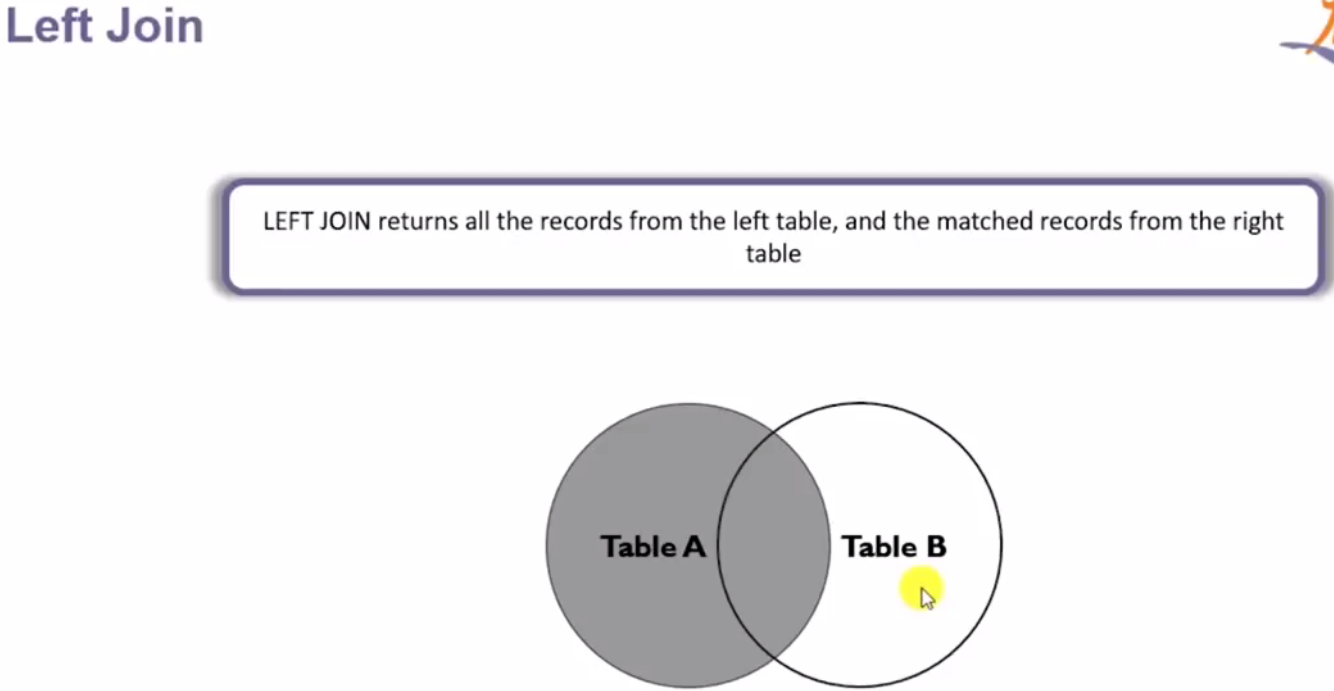 Left Join
LEFT JOIN returns all the records from the left table, and the matched records from the right
table
Table A
Table B